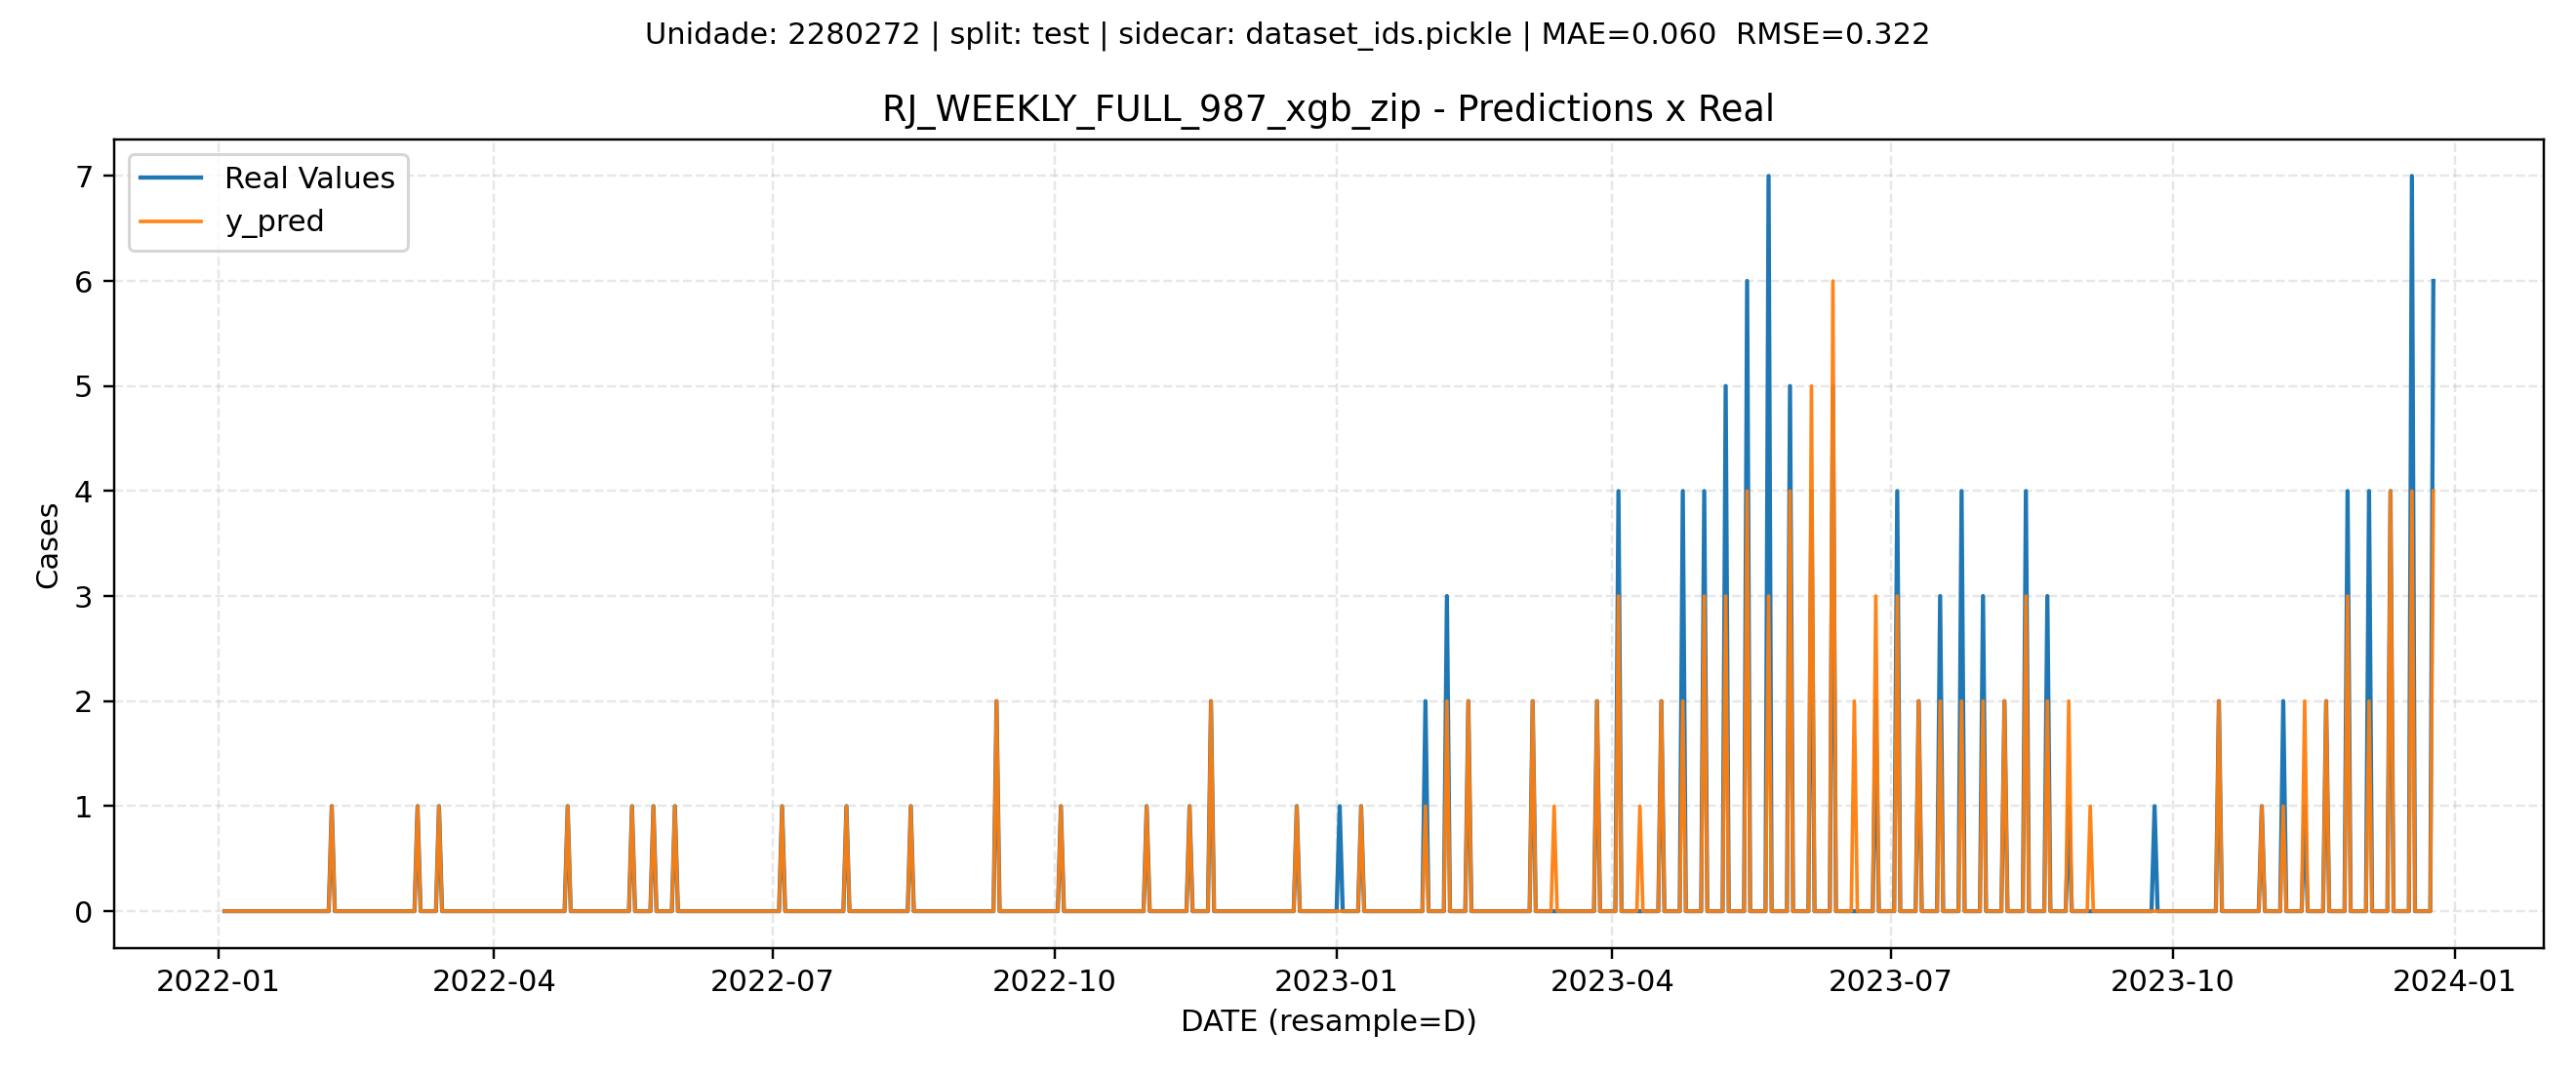 Unidade: 2280272 | split: test | sidecar: dataset_ids.pickle | MAE=0.060  RMSE=0.322
RJ_WEEKLY_FULL_987_xgb_zip - Predictions x Real
Real Values
y_pred
7
6
5
4
3
2
1
0
Cases
2022-01
2022-04
2022-07
2022-10
2023-01
2023-04
2023-07
2023-10
2024-01
DATE (resample=D)